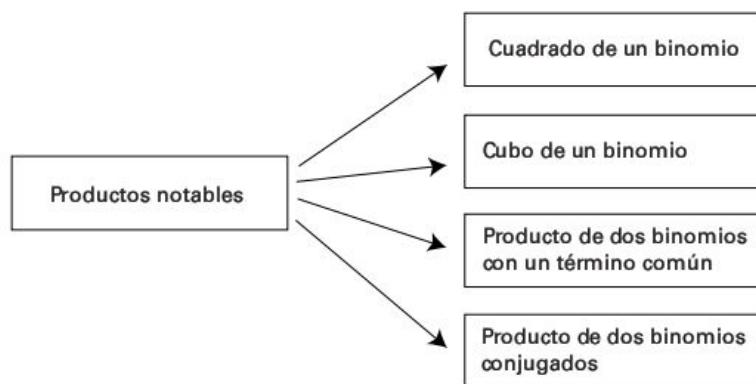 Productos notables
Cuadrado de un binomio
Cubo de un binomio
Producto de dos binomios
con un término común
Producto de dos binomios
conjugados